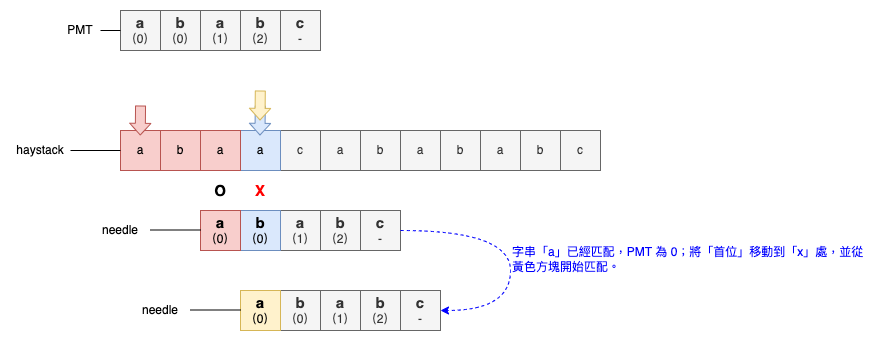 PMT
a b a b c
(0) (0) (1) (2) -
haystack
a b a a c a b a b a b c
O X
needle
a b a b c
(0) (0) (1) (2) -
字串「a」已經匹配，PMT 為 0；將「首位」移動到「x」處，並從
黃色方塊開始匹配。
needle
a b a b c
(0) (0) (1) (2) -